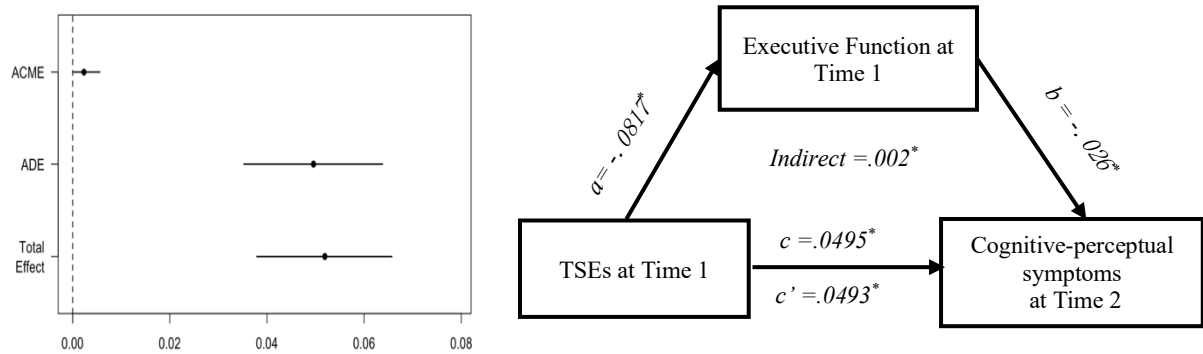 ACME
ADE
Total
Effect
0.00 0.02 0.04 0.06 0.08
Executive Function at
Time 1
a= -.0817*
b = -. 026*
Indirect =.002*
TSEs at Time 1
c =.0495*
c’ =.0493*
Cognitive-perceptual
symptoms
at Time 2